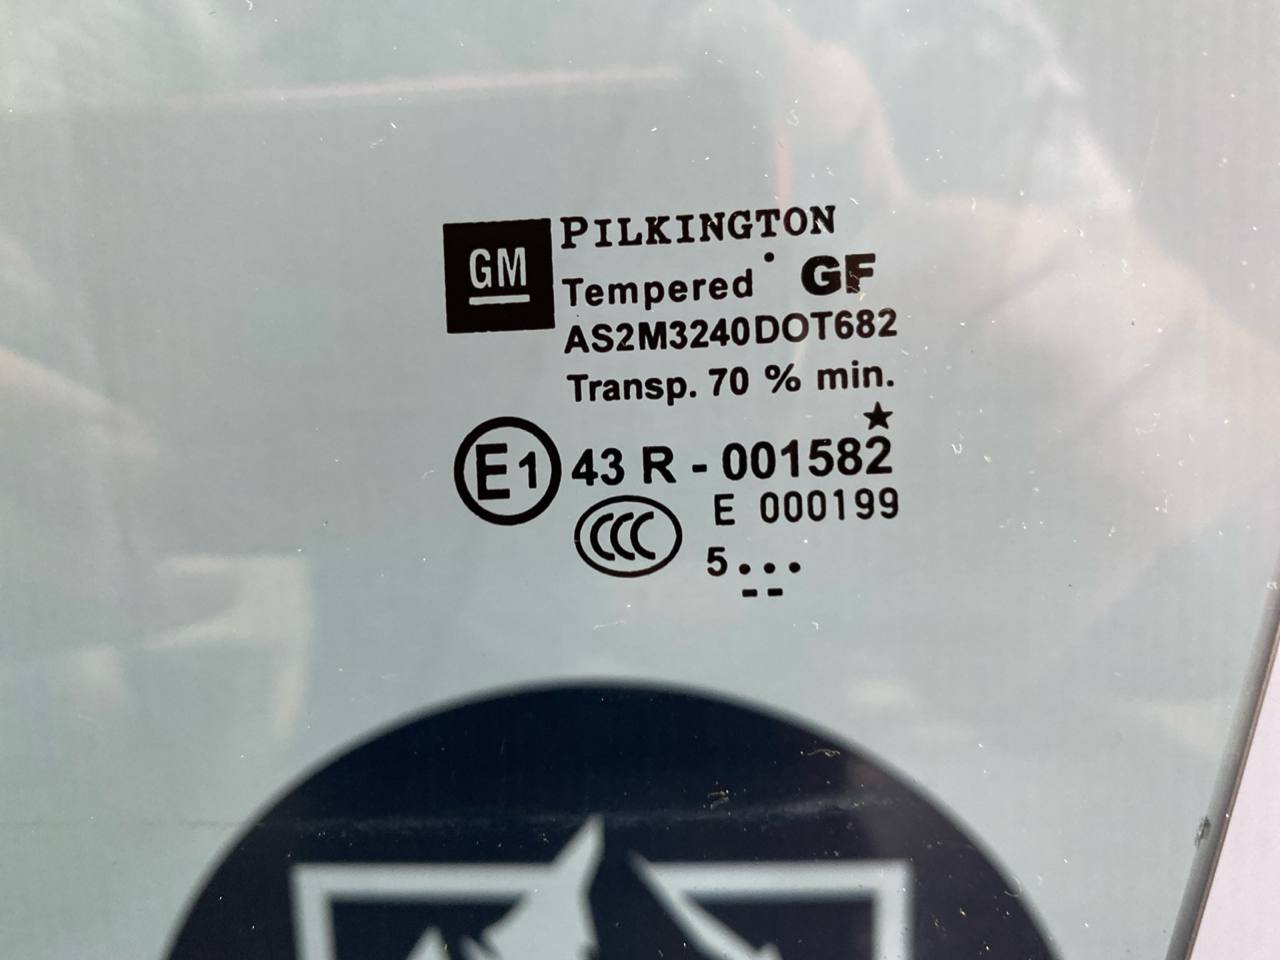 GM
PILKINGTON
Tempered GF
AS2M3240DOT682
Transp. 70 % min.
★
E1 43 R - 001582
CCC E 000199
5...
--